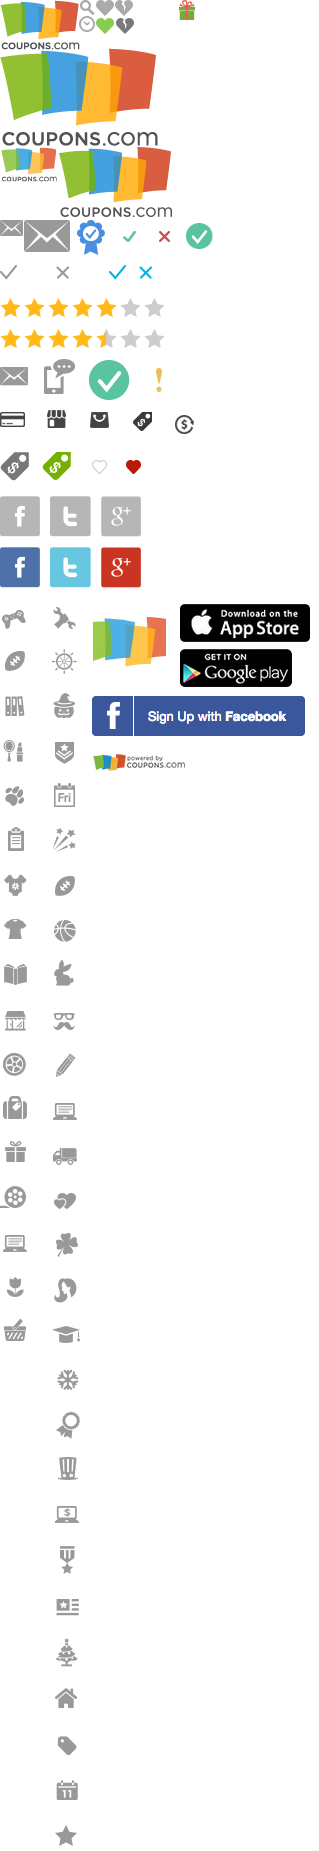 COUPONS.com
COUPONS.com
COUPONS.com
COUPONS.com
f
t
g+
f
t
g+
Download on the
App Store
GET IT ON
Google play
f Sign Up with Facebook
powered by
COUPONS.com
Fri
11